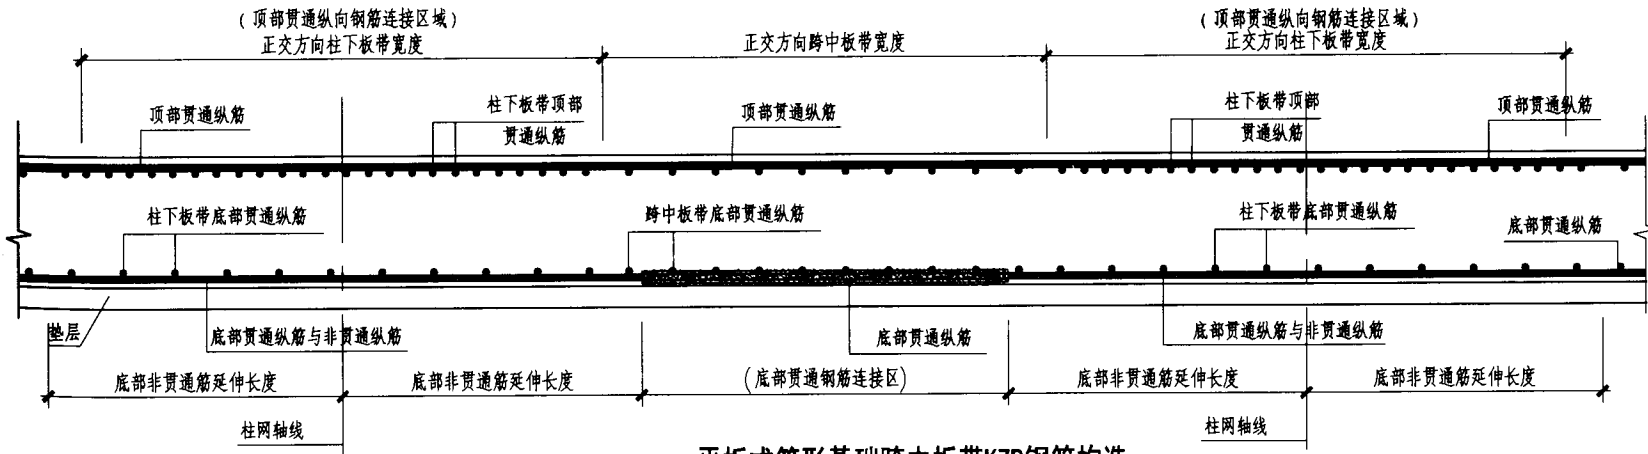 (顶部贯通纵向钢筋连接区域)
正交方向柱下板带宽度
正交方向跨中板带宽度
(顶部贯通纵向钢筋连接区域)
正交方向柱下板带宽度
顶部贯通纵筋
柱下板带顶部
贯通纵筋
顶部贯通纵筋
柱下板带顶部
贯通纵筋
顶部贯通纵筋
柱下板带底部贯通纵筋
跨中板带底部贯通纵筋
柱下板带底部贯通纵筋
底部贯通纵筋
垫层
底部贯通纵筋与非贯通纵筋
底部贯通纵筋
底部贯通纵筋与非贯通纵筋
底部非贯通筋延伸长度
底部非贯通筋延伸长度
(底部贯通钢筋连接区)
底部非贯通筋延伸长度
底部非贯通筋延伸长度
柱网轴线
柱网轴线